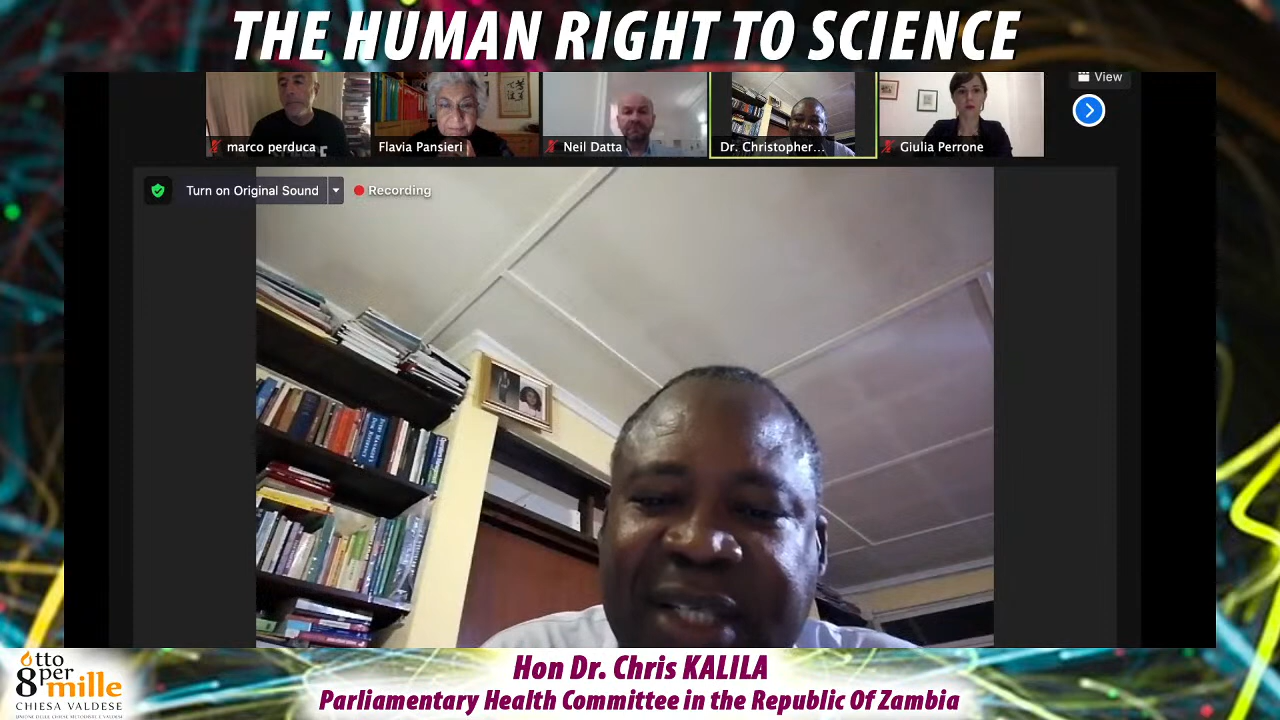 THE HUMAN RIGHT TO SCIENCE
View
marco perduca
Flavia Pansieri
Neil Datta
Dr. Christopher...
Giulia Perrone
Turn on Original Sound
Recording
Hon Dr. Chris KALILA
Parliamentary Health Committee in the Republic Of Zambia
otto
8 per
mille
CHIESA VALDESE